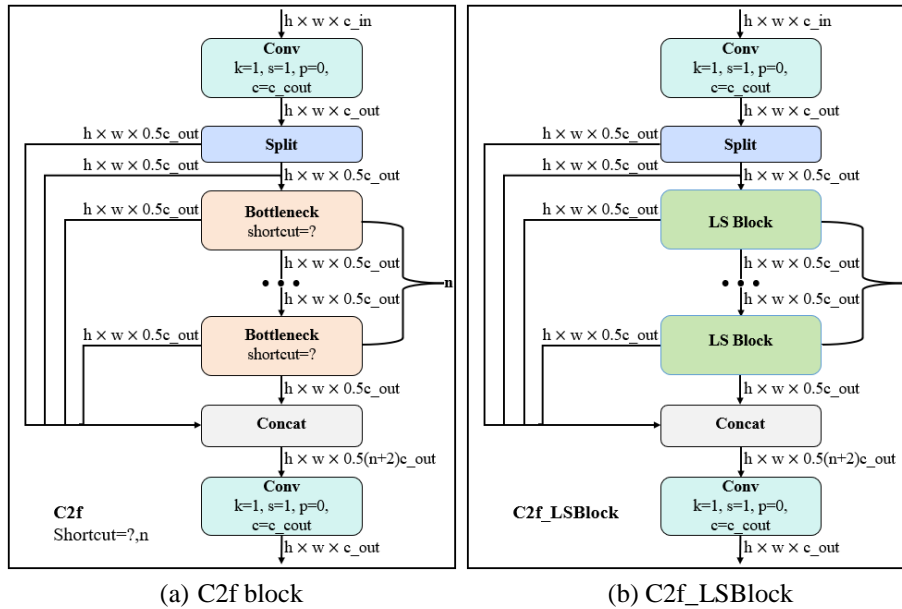 h × w × c_in
Conv
k=1, s=1, p=0,
c=c_cout
h × w × c_out
h × w × 0.5c_out
Split
h × w × 0.5c_out
h × w × 0.5c_out
h × w × 0.5c_out
Bottleneck
shortcut=?
h × w × 0.5c_out
• • •
n
h × w × 0.5c_out
h × w × 0.5c_out
Bottleneck
shortcut=?
h × w × 0.5c_out
Concat
h × w × 0.5(n+2)c_out
Conv
k=1, s=1, p=0,
c=c_cout
C2f
Shortcut=?,n
h × w × c_out
(a) C2f block
h × w × c_in
Conv
k=1, s=1, p=0,
c=c_cout
h × w × c_out
h × w × 0.5c_out
Split
h × w × 0.5c_out
h × w × 0.5c_out
h × w × 0.5c_out
LS Block
h × w × 0.5c_out
• • •
h × w × 0.5c_out
h × w × 0.5c_out
LS Block
h × w × 0.5c_out
Concat
h × w × 0.5(n+2)c_out
Conv
k=1, s=1, p=0,
c=c_cout
C2f_LSBlock
h × w × c_out
(b) C2f_LSBlock